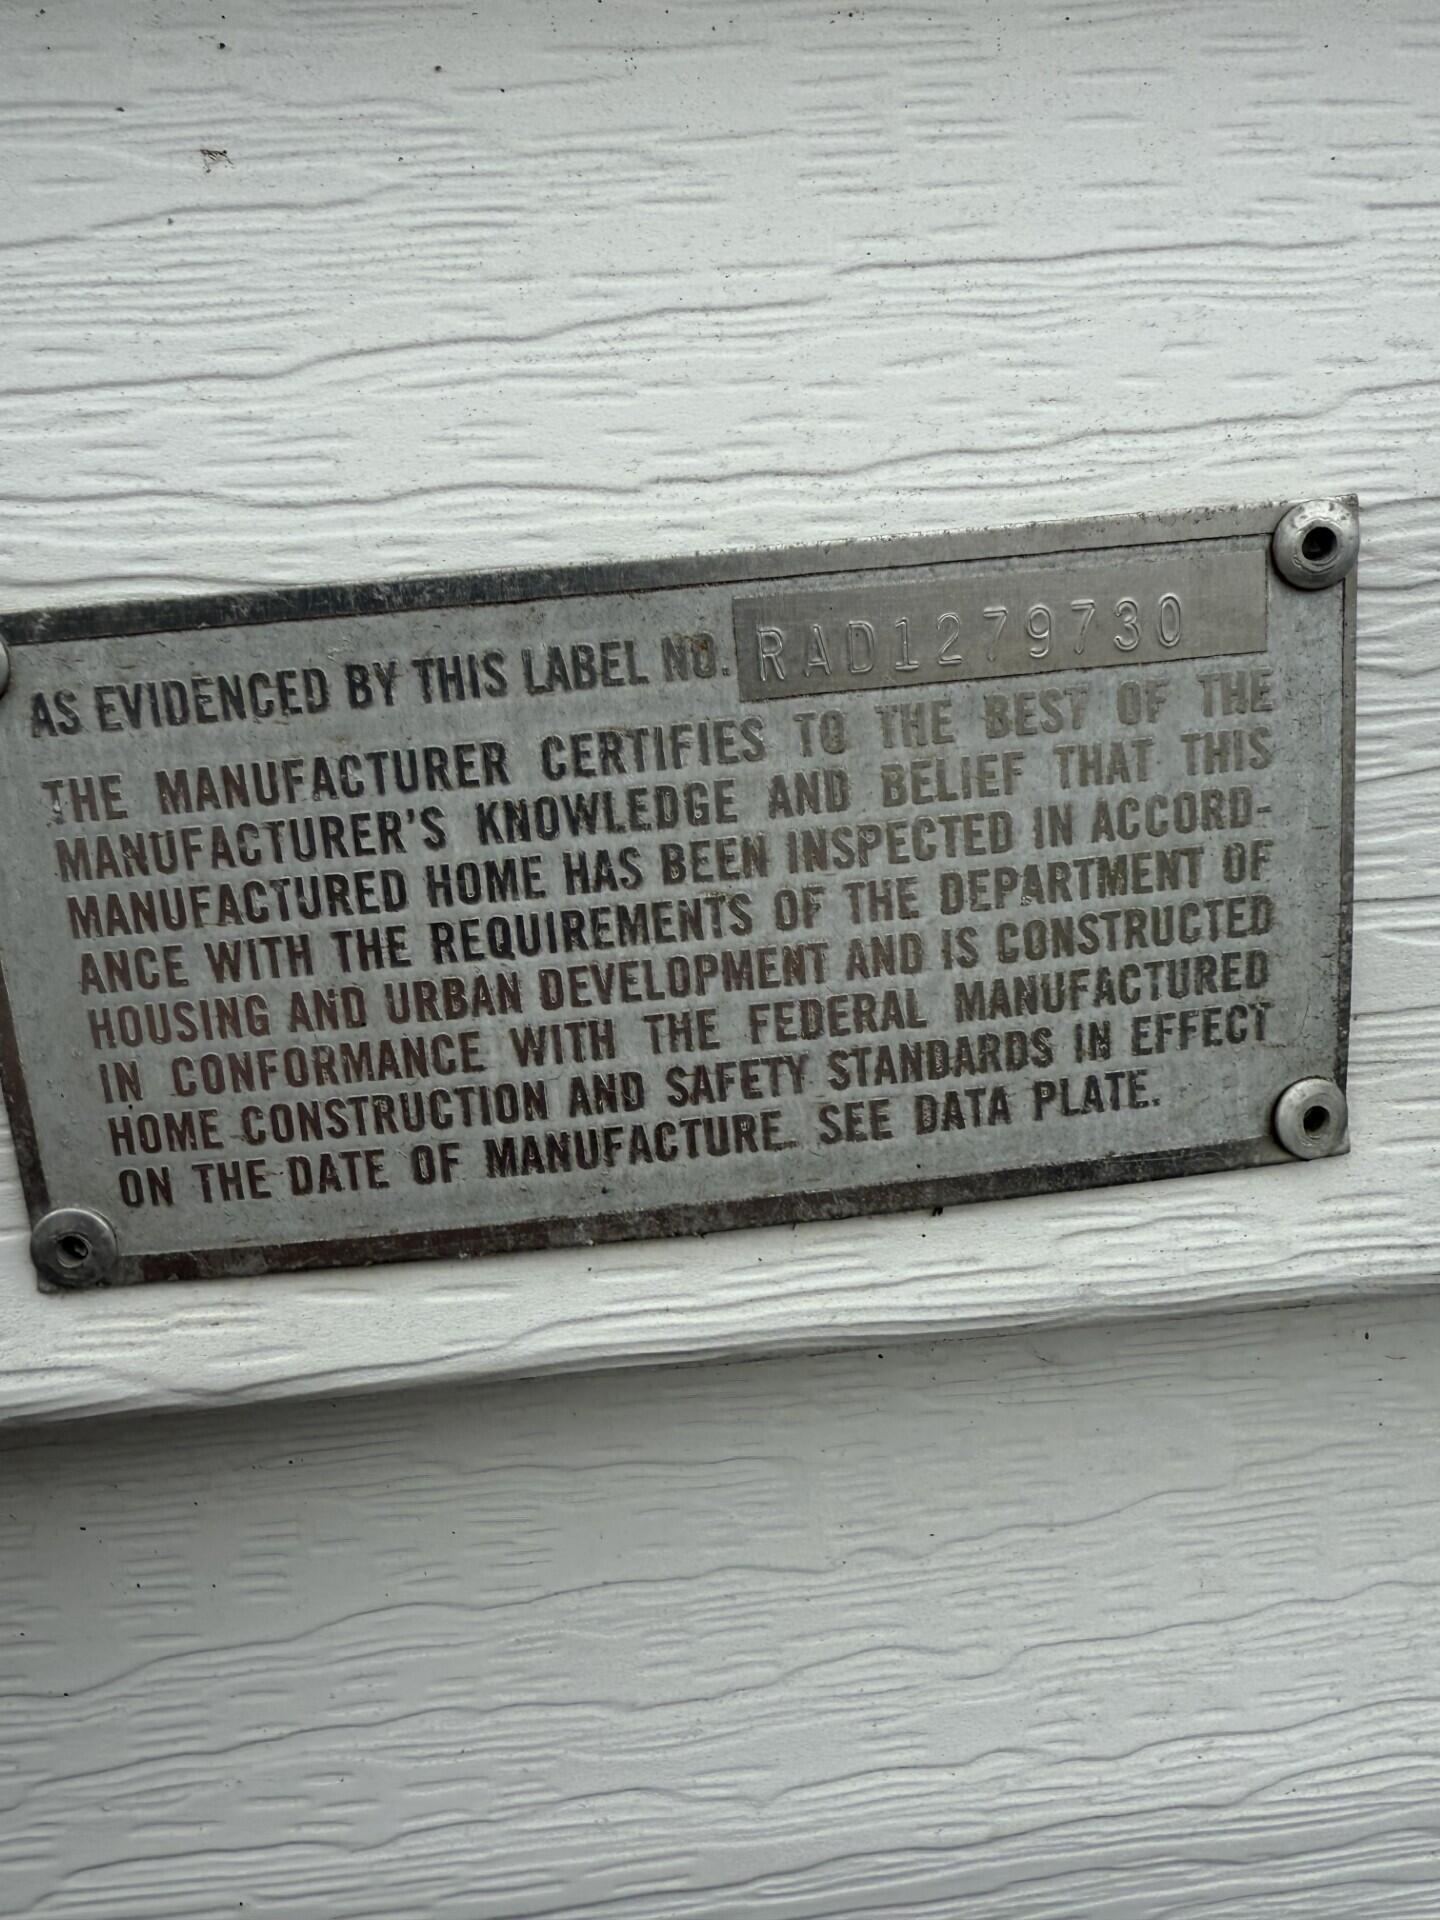 AS EVIDENCED BY THIS LABEL NO. RAD1279730
THE MANUFACTURER CERTIFIES TO THE BEST OF THE
MANUFACTURER'S KNOWLEDGE AND BELIEF THAT THIS
MANUFACTURED HOME HAS BEEN INSPECTED IN ACCORD-
ANCE WITH THE REQUIREMENTS OF THE DEPARTMENT OF
HOUSING AND URBAN DEVELOPMENT AND IS CONSTRUCTED
IN CONFORMANCE WITH THE FEDERAL MANUFACTURED
HOME CONSTRUCTION AND SAFETY STANDARDS IN EFFECT
ON THE DATE OF MANUFACTURE. SEE DATA PLATE.